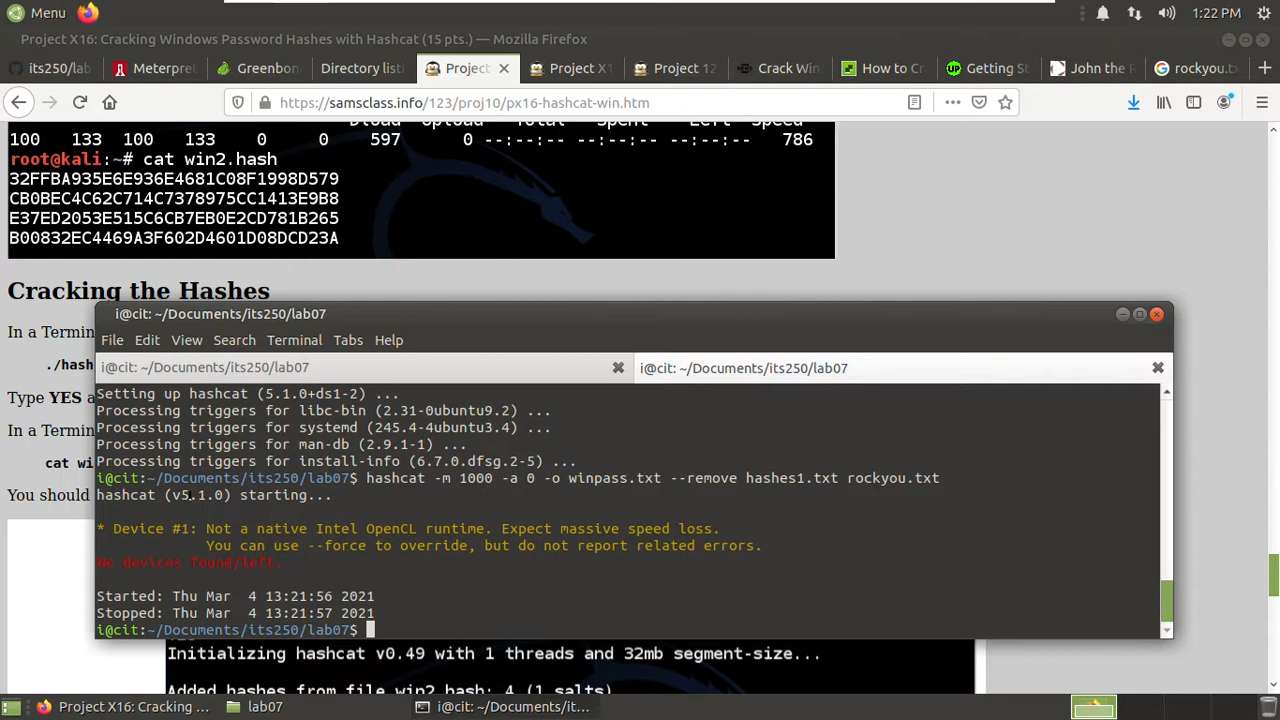 Menu
1:22 PM
Project X16: Cracking Windows Password Hashes with Hashcat (15 pts.) — Mozilla Firefox
its250/lab
Meterpret
Greenbon
Directory listi
Project
Project X1
Project 12
Crack Win
How to Cr
Getting St
John the R
rockyou.tx
https://samsclass.info/123/proj10/px16-hashcat-win.htm
Dload Upload Total Spent Left Speed
100 133 100 133 0 0 597 0 --:--:-- --:--:-- --:--:-- 786
root@kali:~# cat win2.hash
32FFBA935E6E936E4681C08F1998D579
CB0BEC4C62C714C7378975CC1413E9B8
E37ED2053E515C6CB7EB0E2CD781B265
B00832EC4469A3F602D4601D08DCD23A
Cracking the Hashes
In a Termin
./hash
Type YES a
In a Termin
cat wi
You should
i@cit: ~/Documents/its250/lab07
File Edit View Search Terminal Tabs Help
i@cit: ~/Documents/its250/lab07
i@cit: ~/Documents/its250/lab07
Setting up hashcat (5.1.0+ds1-2) ...
Processing triggers for libc-bin (2.31-0ubuntu9.2) ...
Processing triggers for systemd (245.4-4ubuntu3.4) ...
Processing triggers for man-db (2.9.1-1) ...
Processing triggers for install-info (6.7.0.dfsg.2-5) ...
i@cit:~/Documents/its250/lab07$ hashcat -m 1000 -a 0 -o winpass.txt --remove hashes1.txt rockyou.txt
hashcat (v5.1.0) starting...
* Device #1: Not a native Intel OpenCL runtime. Expect massive speed loss.
You can use --force to override, but do not report related errors.
No devices found/left.
Started: Thu Mar  4 13:21:56 2021
Stopped: Thu Mar  4 13:21:57 2021
i@cit:~/Documents/its250/lab07$
Initializing hashcat v0.49 with 1 threads and 32mb segment-size...
Added hashes from file win2.hash: 4 (1 salts)
Project X16: Cracking ...
lab07
i@cit: ~/Documents/it...